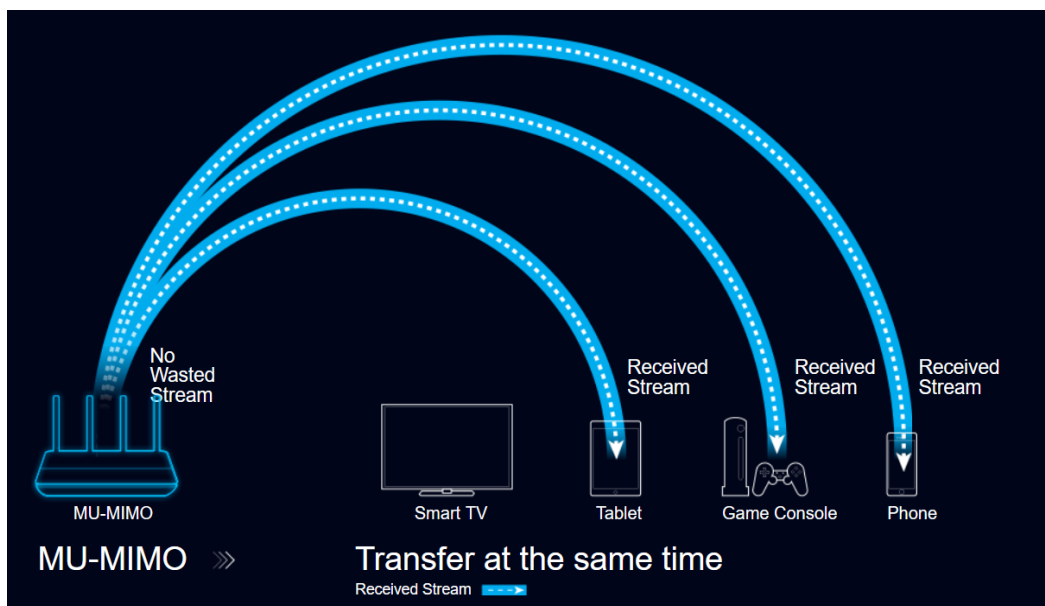 No
Wasted
Stream
Received
Stream
Received
Stream
Received
Stream
MU-MIMO
Smart TV
Tablet
Game Console
Phone
MU-MIMO
Transfer at the same time
Received Stream